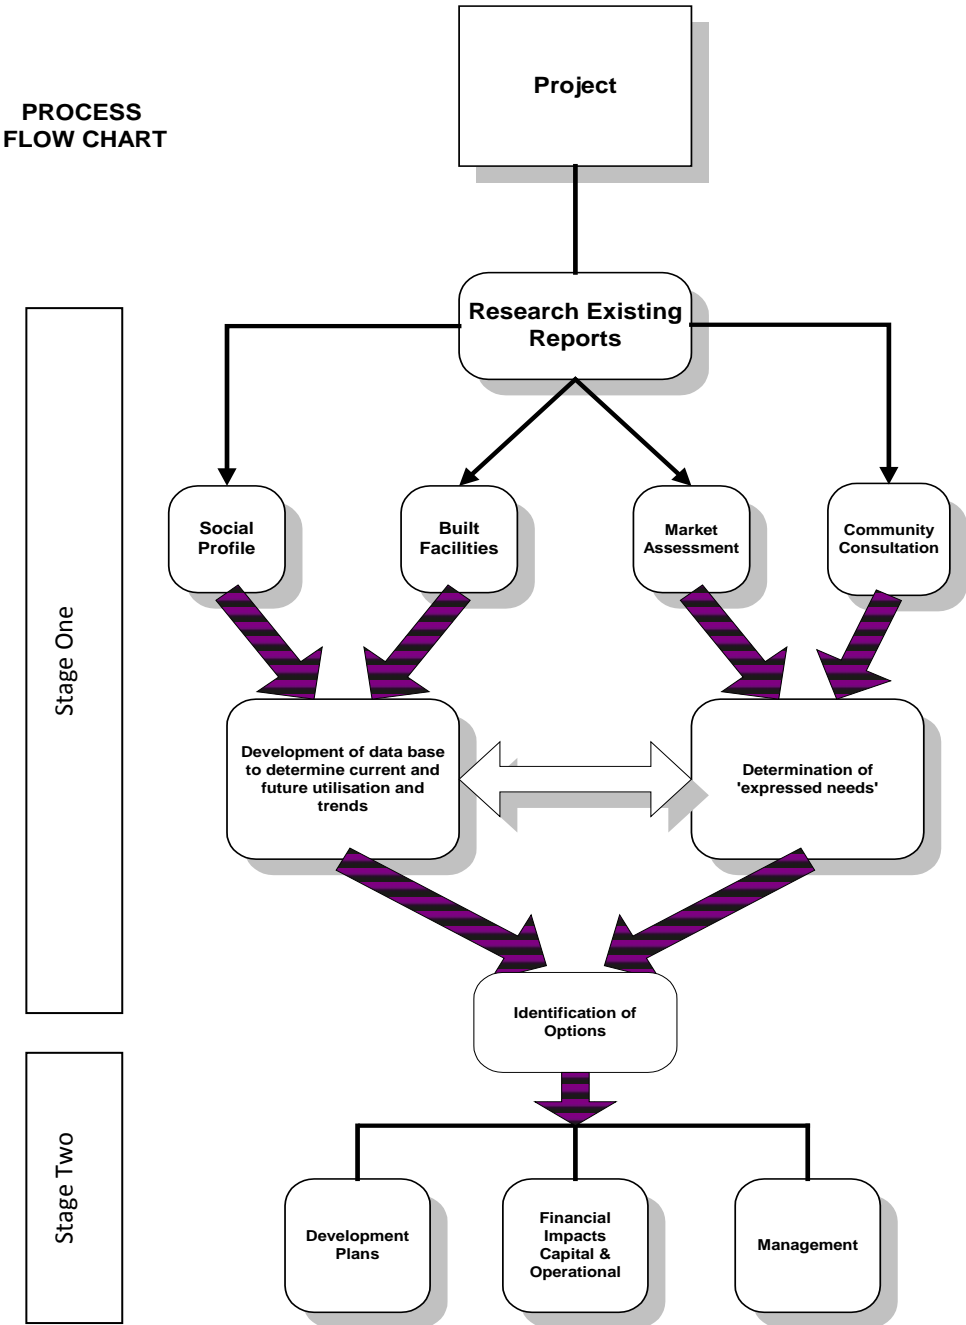 Project
PROCESS
FLOW CHART
Research Existing
Reports
Social
Profile
Built
Facilities
Market
Assessment
Community
Consultation
Stage One
Development of data base
to determine current and
future utilisation and
trends
Determination of
'expressed needs'
Identification of
Options
Stage Two
Development
Plans
Financial
Impacts
Capital &
Operational
Management